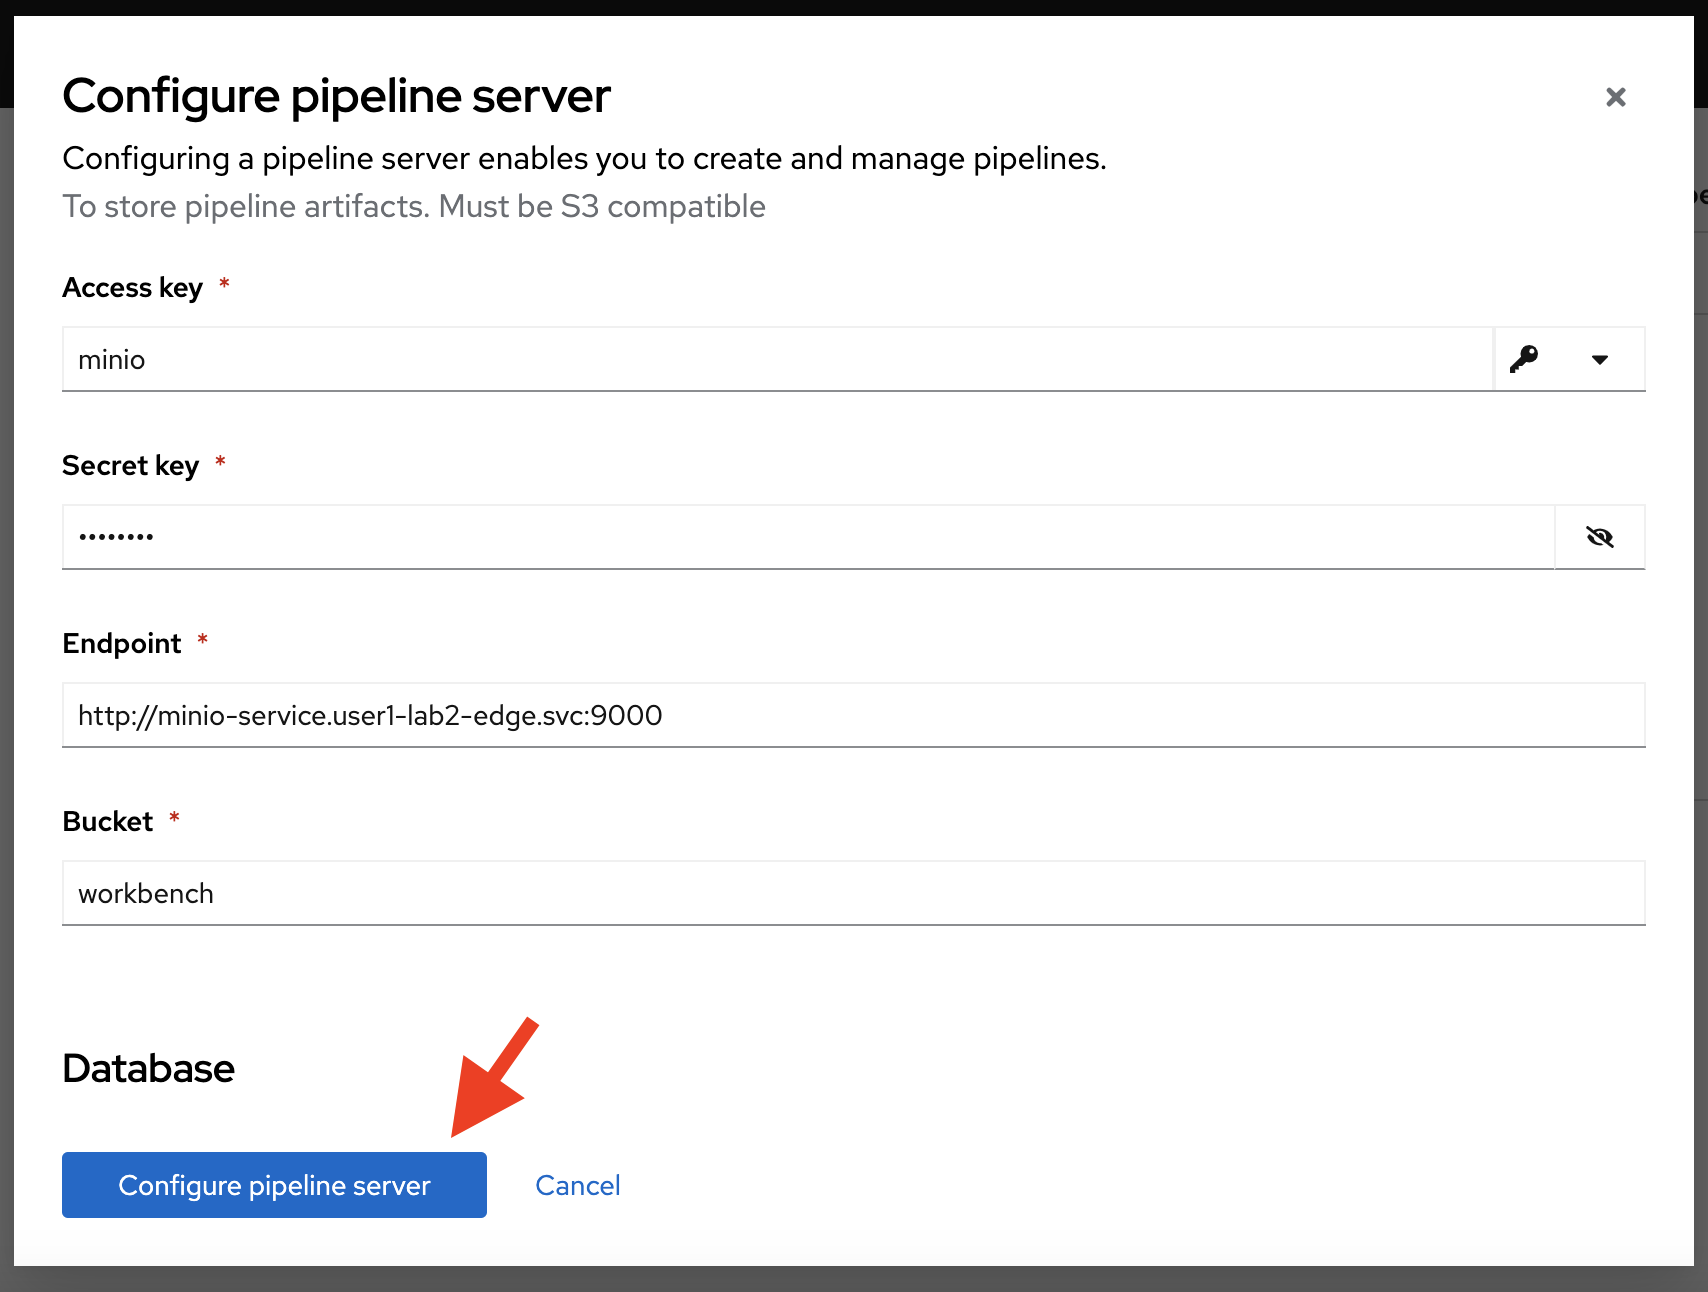 Configure pipeline server
Configuring a pipeline server enables you to create and manage pipelines.
To store pipeline artifacts. Must be S3 compatible
Access key *
minio
Secret key *
••••••••
Endpoint *
http://minio-service.user1-lab2-edge.svc:9000
Bucket *
workbench
Database
Configure pipeline server
Cancel